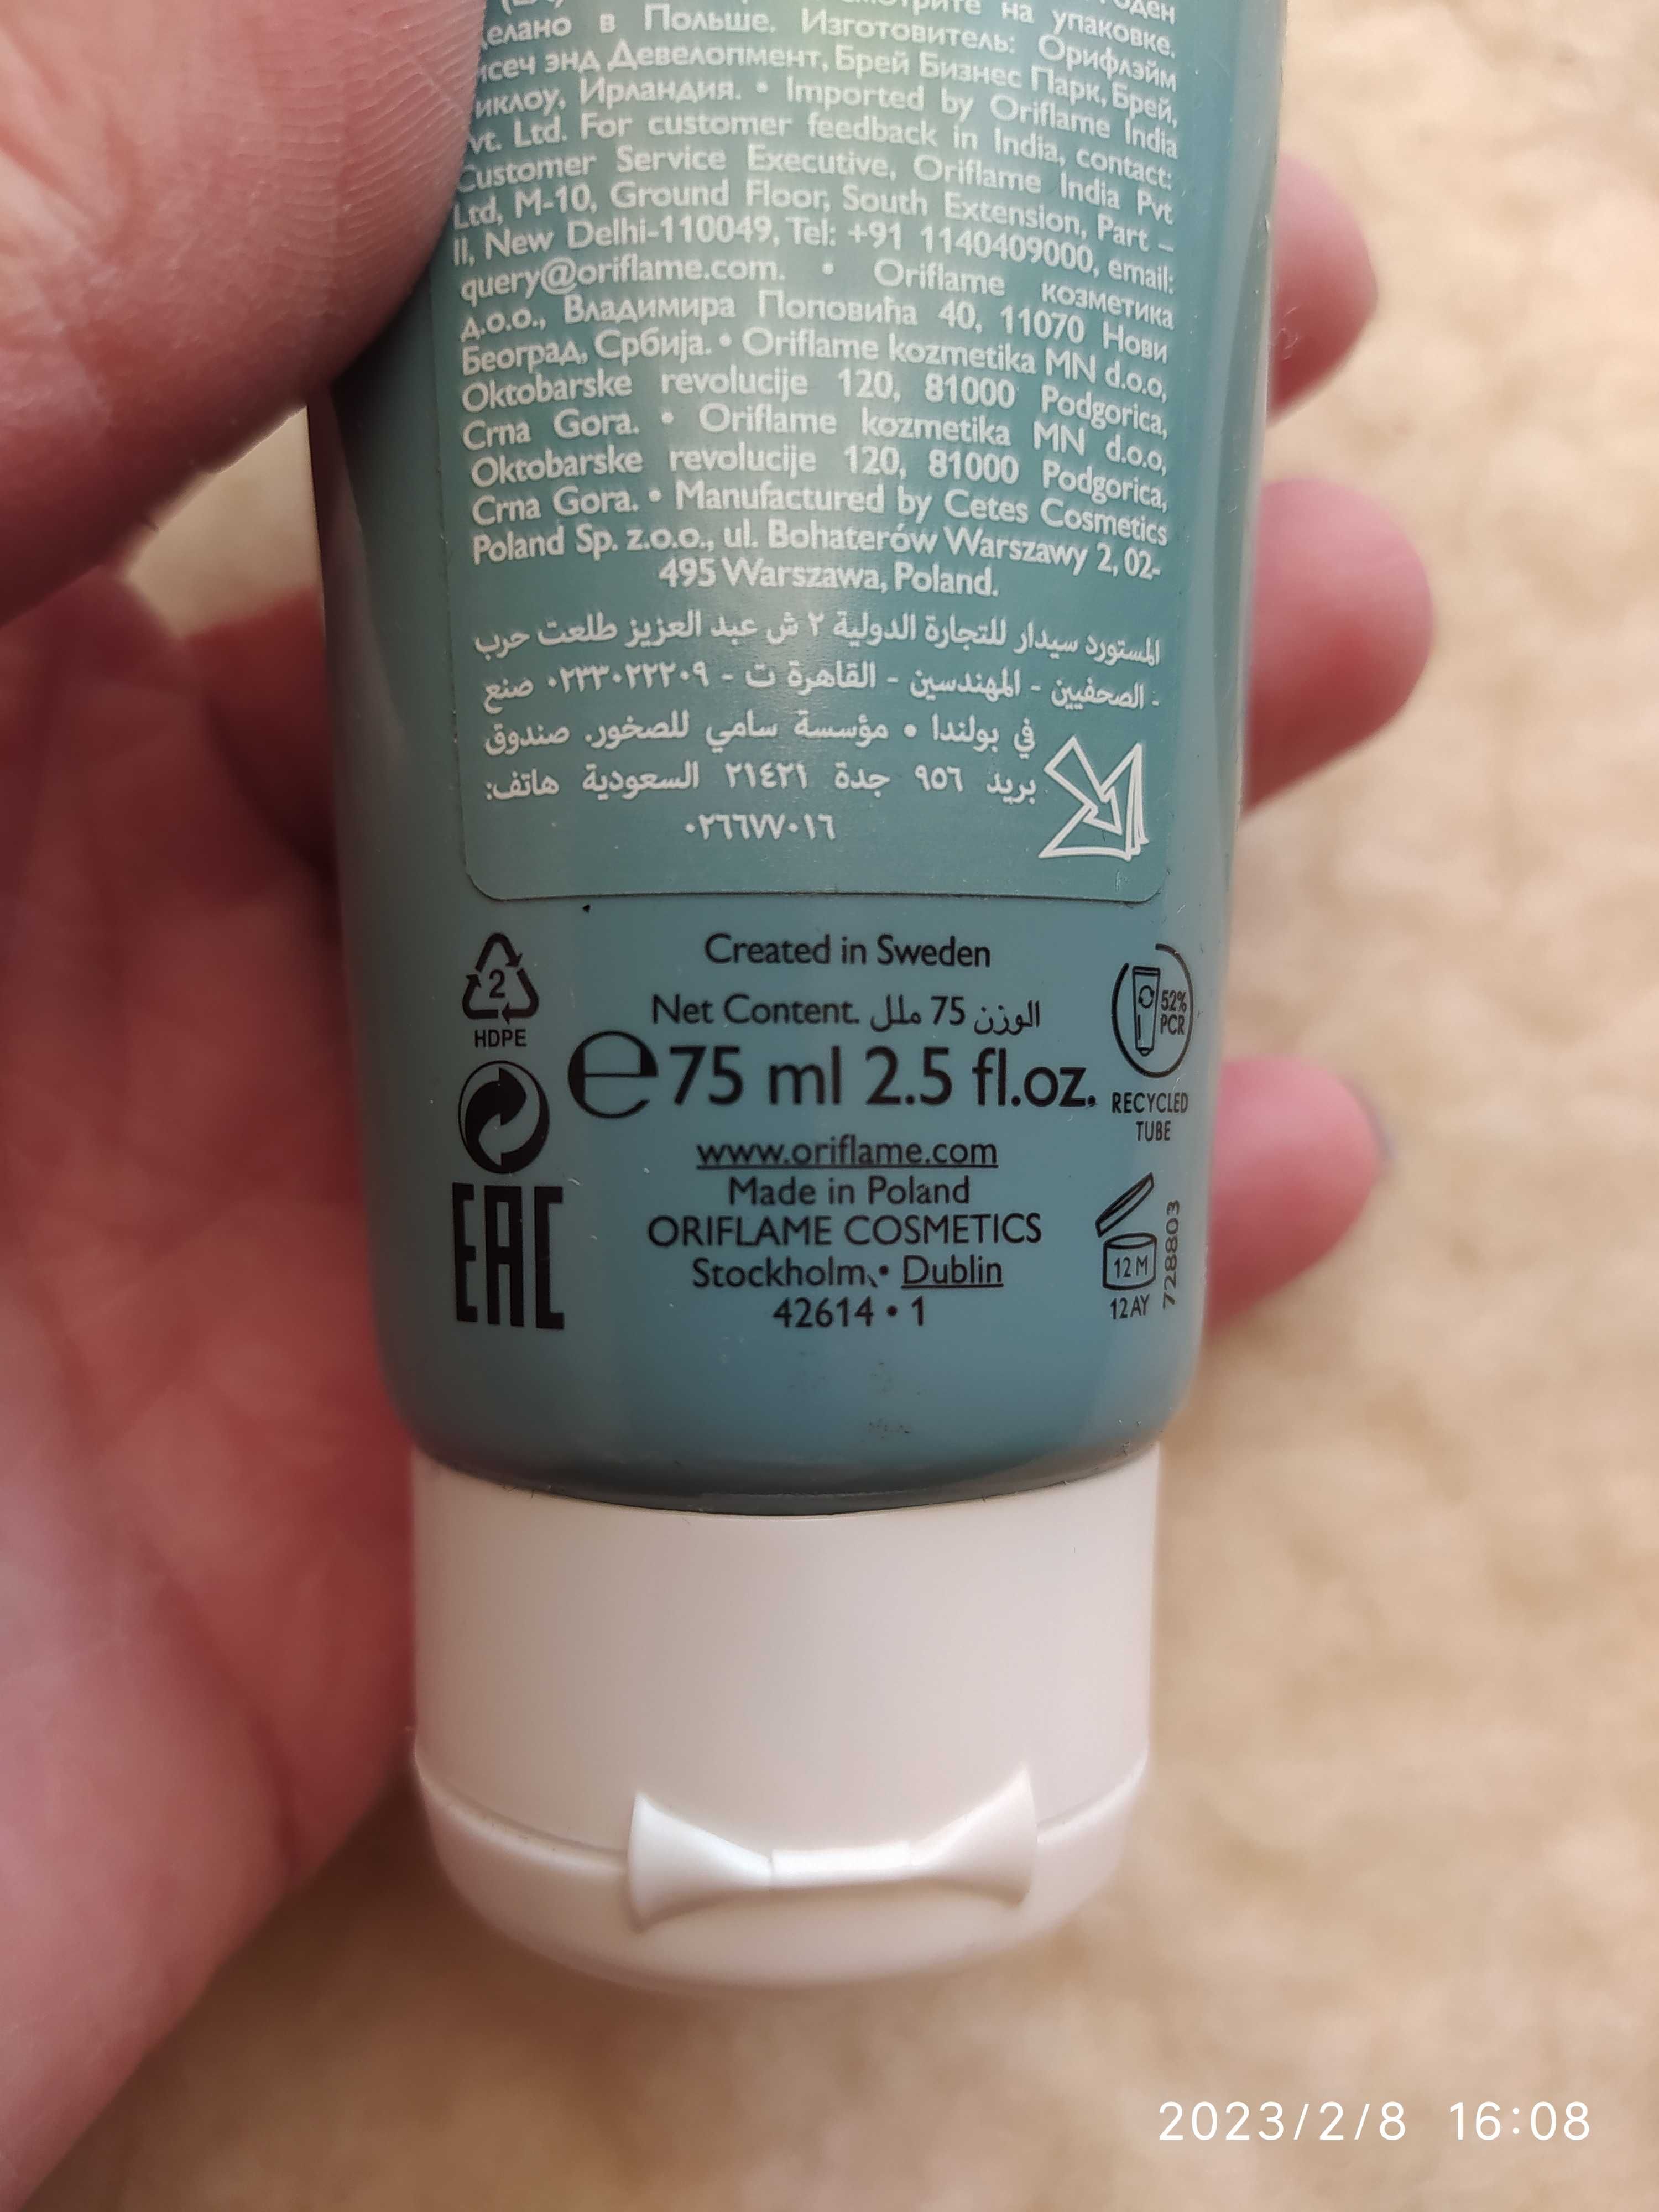 на упаковке.
в Польше. Изготовитель: Орифлэйм
энд Девелопмент, Брей Бизнес Парк, Брей,
Ирландия. • Imported by Oriflame India
Ltd. For customer feedback in India, contact:
Customer Service Executive, Oriflame India Pvt
Ltd, M-10, Ground Floor, South Extension, Part –
II, New Delhi-110049, Tel: +91 1140409000, email:
query@oriflame.com. • Oriflame козметика
д.о.о., Владимира Поповића 40, 11070 Нови
Београд, Србија. • Oriflame kozmetika MN d.o.o,
Oktobarske revolucije 120, 81000 Podgorica,
Crna Gora. • Oriflame kozmetika MN d.o.o,
Oktobarske revolucije 120, 81000 Podgorica,
Crna Gora. • Manufactured by Cetes Cosmetics
Poland Sp. z.o.o., ul. Bohaterów Warszawy 2, 02-
495 Warszawa, Poland.
المستورد سيدار للتجارة الدولية ٢ ش عبد العزيز طلعت حرب
- الصحفيين - المهندسين - القاهرة ت - ٠٢٣٣٠٢٢٢٠٩ صنع
في بولندا • مؤسسة سامي للصخور. صندوق
بريد ٩٥٦ جدة ٢١٤٢١ السعودية هاتف:
٠٢٦٦٧٧٠١٦
Created in Sweden
Net Content. الوزن 75 ملل
e 75 ml 2.5 fl.oz.
www.oriflame.com
Made in Poland
ORIFLAME COSMETICS
Stockholm • Dublin
42614 • 1
2
HDPE
EAC
52%
PCR
RECYCLED
TUBE
12 M
12 AY
728803
2023/2/8 16:08